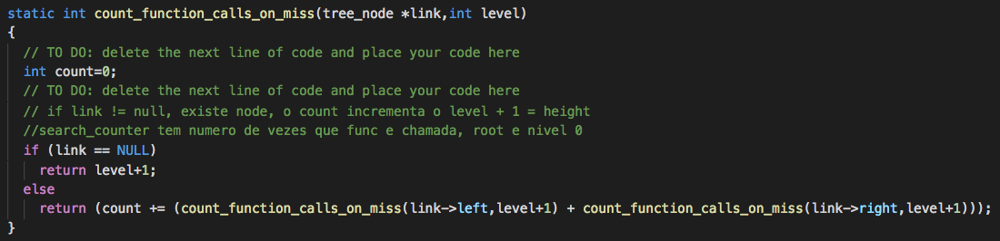 static int count_function_calls_on_miss(tree_node *link,int level)
{
  // TO DO: delete the next line of code and place your code here
  int count=0;
  // TO DO: delete the next line of code and place your code here
  // if link != null, existe node, o count incrementa o level + 1 = height
  //search_counter tem numero de vezes que func e chamada, root e nivel 0
  if (link == NULL)
    return level+1;
  else
    return (count += (count_function_calls_on_miss(link->left,level+1) + count_function_calls_on_miss(link->right,level+1)));
}